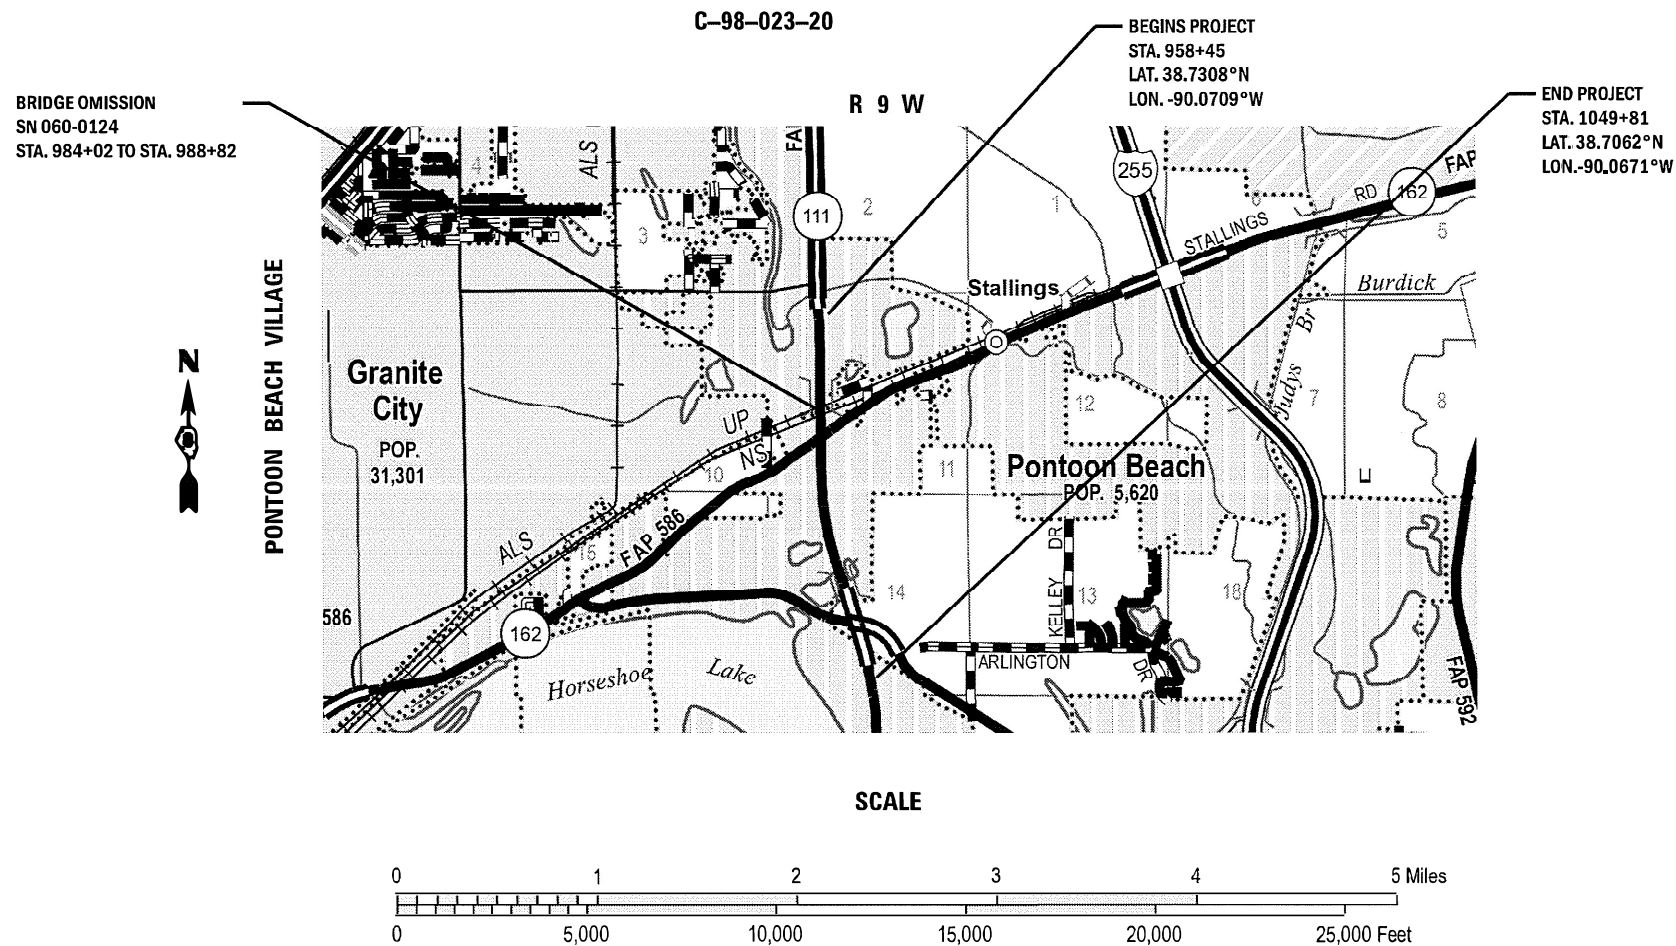 C–98–023–20
BEGINS PROJECT
STA. 958+45
LAT. 38.7308°N
LON. -90.0709°W
END PROJECT
STA. 1049+81
LAT. 38.7062°N
LON.-90.0671°W
BRIDGE OMISSION
SN 060-0124
STA. 984+02 TO STA. 988+82
R 9 W
PONTOON BEACH VILLAGE
N
FA
ALS
4
255
FAP
162
RD
STALLINGS
111
2
1
6
3
5
Stallings
Burdick
Judys Br
Granite
City
POP.
31,301
UP
NS
10
12
7
8
11
Pontoon Beach
POP. 5,620
ALS
15
FAP 586
KELLEY DR
14
13
18
586
162
ARLINGTON
DR
Horseshoe Lake
FAP 592
SCALE
0 1 2 3 4 5 Miles
0 5,000 10,000 15,000 20,000 25,000 Feet